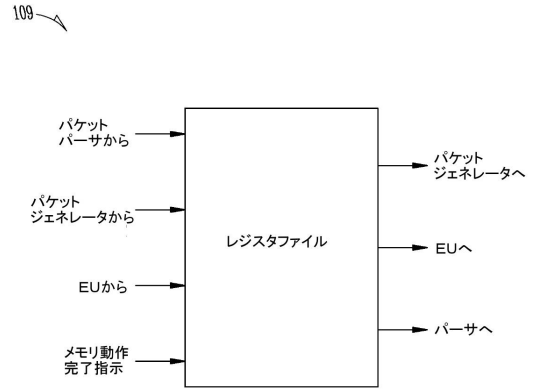 109
パケット
パーサから
パケット
ジェネレータから
EUから
メモリ動作
完了指示
レジスタファイル
パケット
ジェネレータへ
EUへ
パーサへ